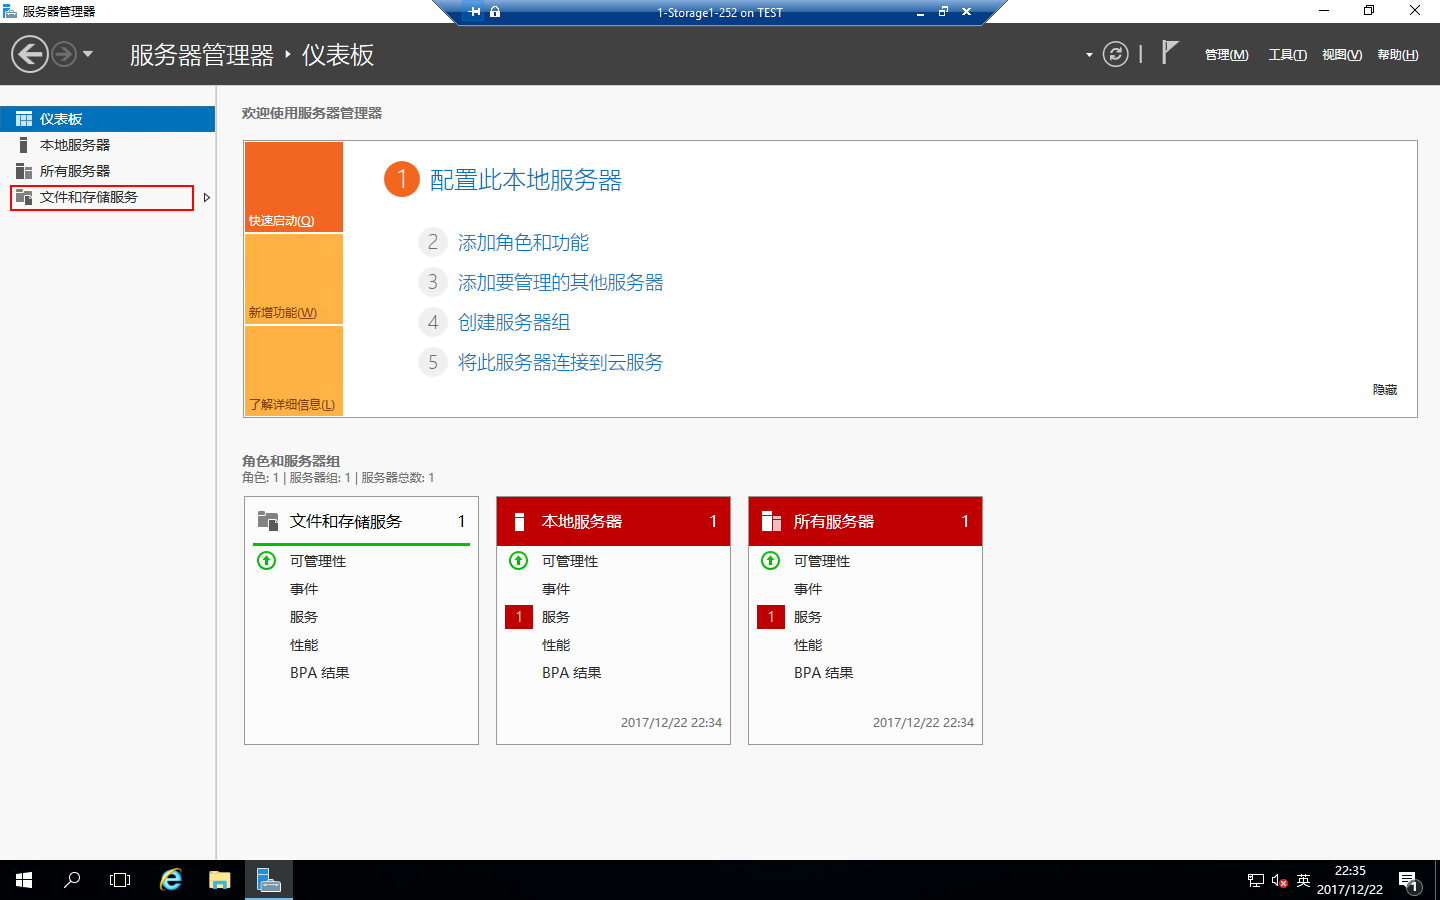 服务器管理器
1-Storage1-252 on TEST
服务器管理器 ‣ 仪表板
管理(M) 工具(T) 视图(V) 帮助(H)
仪表板
本地服务器
所有服务器
文件和存储服务
欢迎使用服务器管理器
快速启动(Q)
新增功能(W)
了解详细信息(L)
1 配置此本地服务器
2 添加角色和功能
3 添加要管理的其他服务器
4 创建服务器组
5 将此服务器连接到云服务
隐藏
角色和服务器组
角色: 1 | 服务器组: 1 | 服务器总数: 1
文件和存储服务 1
可管理性
事件
服务
性能
BPA 结果
本地服务器 1
可管理性
事件
1 服务
性能
BPA 结果
2017/12/22 22:34
所有服务器 1
可管理性
事件
1 服务
性能
BPA 结果
2017/12/22 22:34
英
22:35
2017/12/22
1